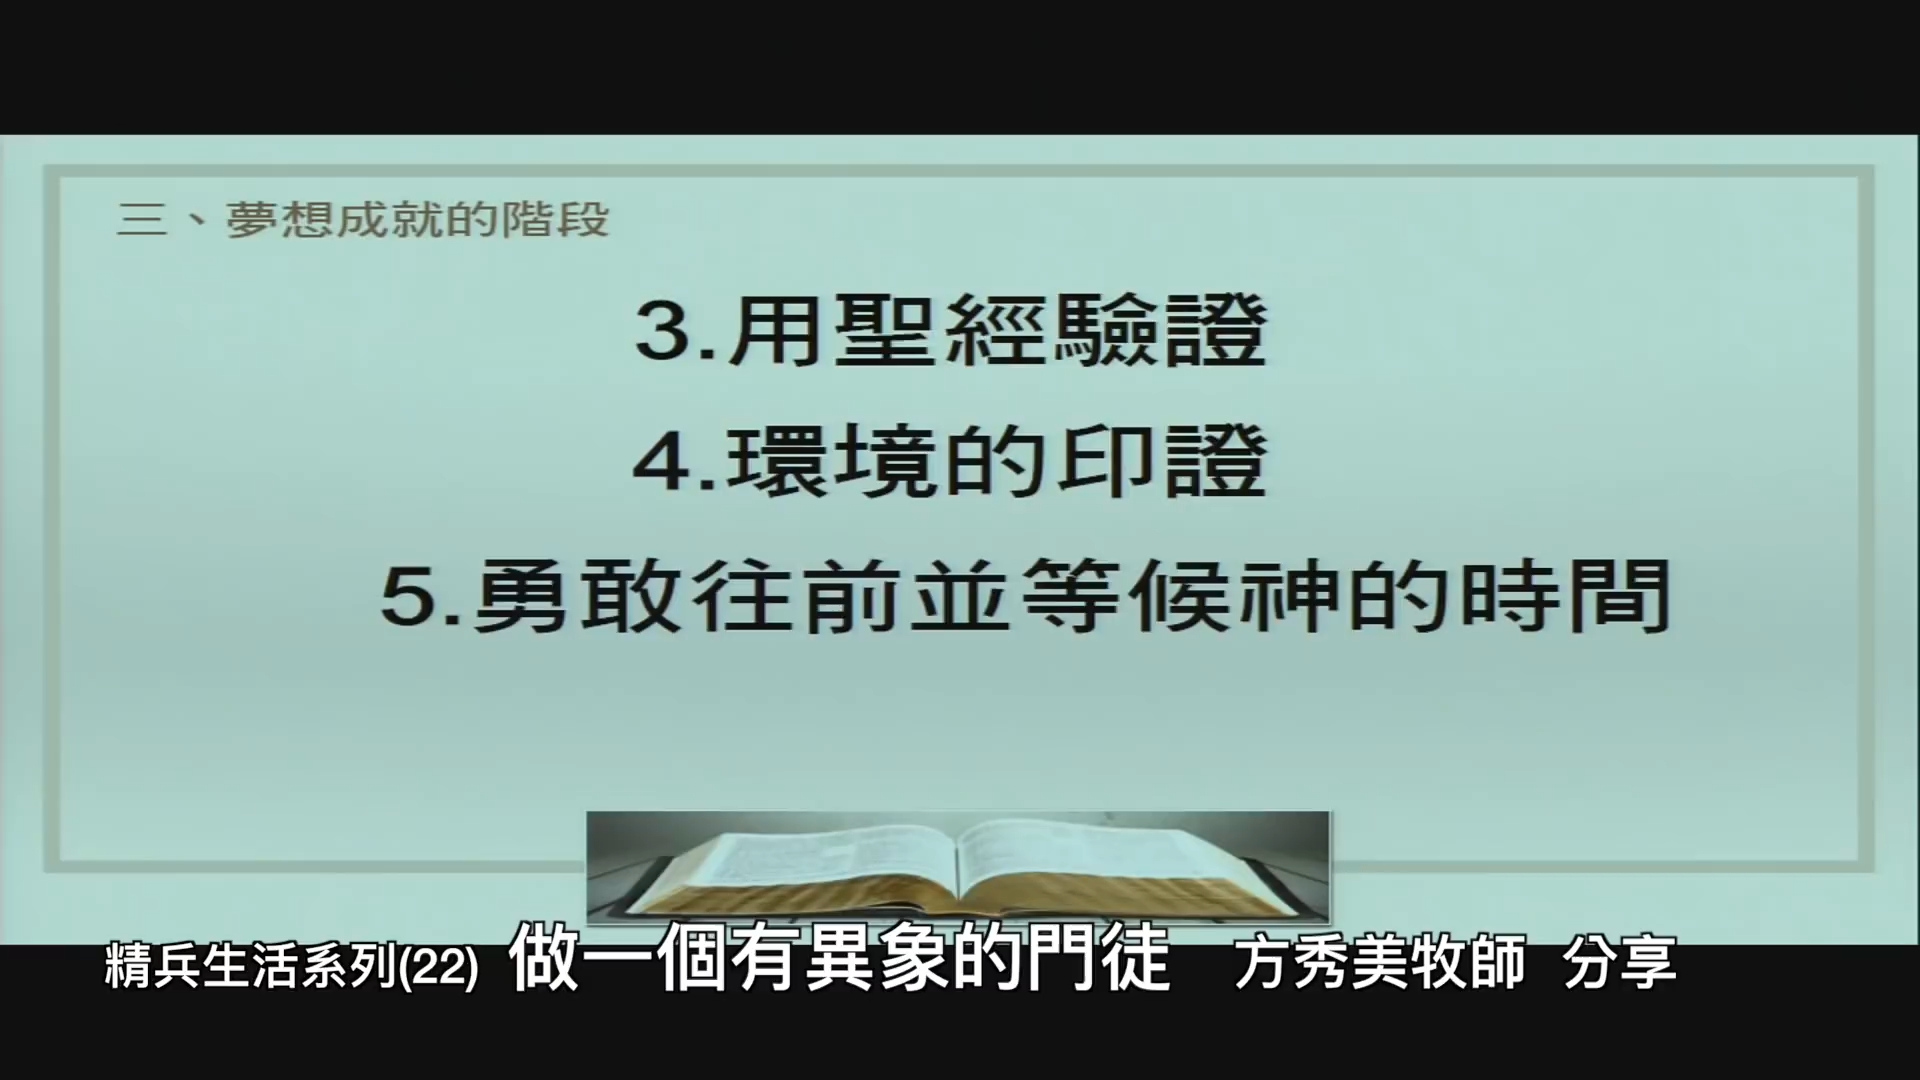 三、夢想成就的階段
3.用聖經驗證
4.環境的印證
5.勇敢往前並等候神的時間
精兵生活系列(22) 做一個有異象的門徒 方秀美牧師 分享